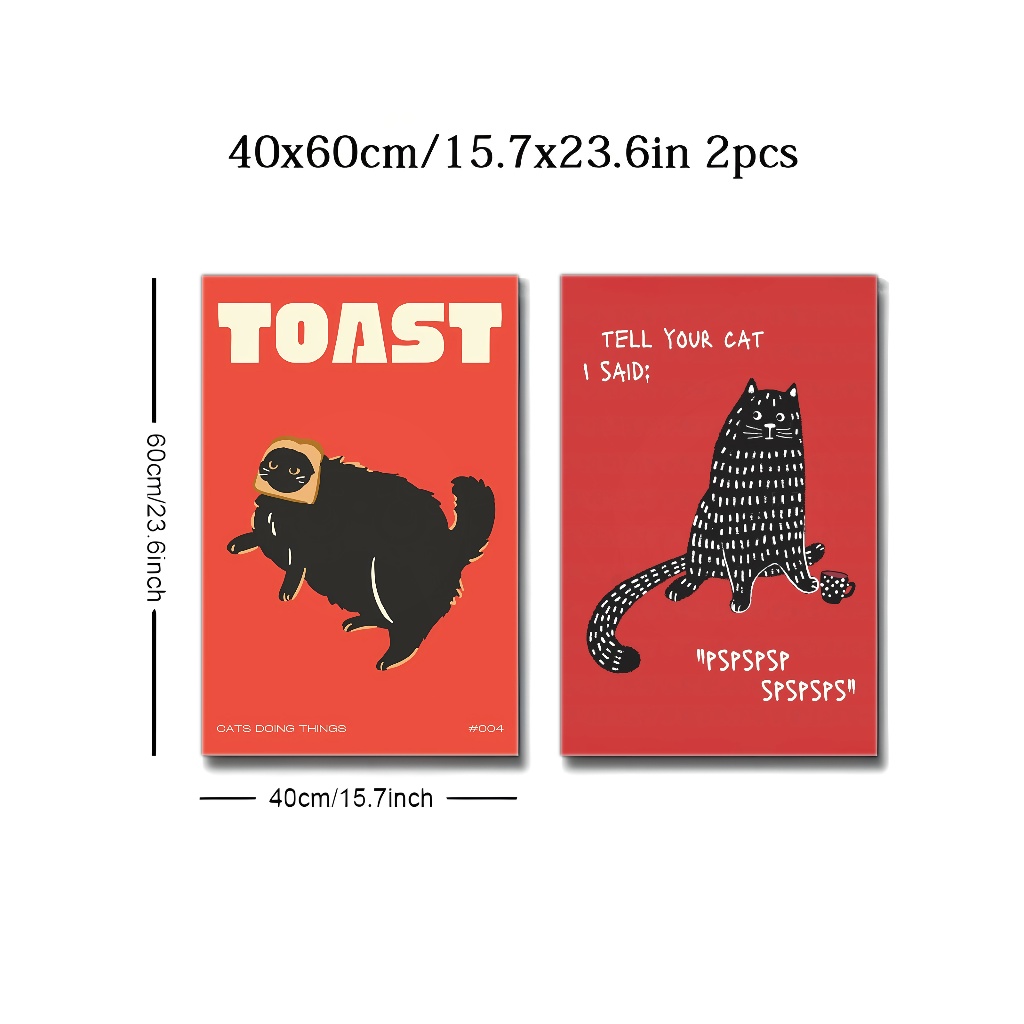 40x60cm/15.7x23.6in 2pcs
TOAST
CATS DOING THINGS
#004
TELL YOUR CAT
I SAID;
"PSPSPSP
SPSPSPS"
60cm/23.6inch
40cm/15.7inch